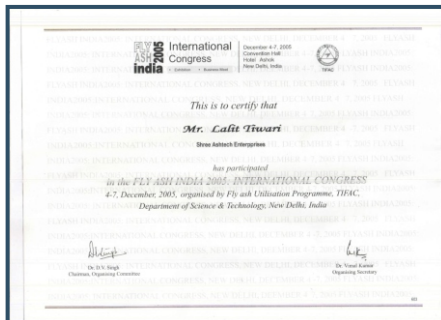 FLY ASH india 2005
International Congress
December 4-7, 2005
Convention Hall
Hotel Ashok
New Delhi, India
TIFAC
This is to certify that
Mr. Lalit Tiwari
Shree Ashtech Enterprises
has participated
in the FLY ASH INDIA 2005: INTERNATIONAL CONGRESS
4-7, December, 2005, organised by Fly ash Utilisation Programme, TIFAC,
Department of Science & Technology, New Delhi, India
Dr. D.V. Singh
Chairman, Organising Committee
Dr. Vimal Kumar
Organising Secretary